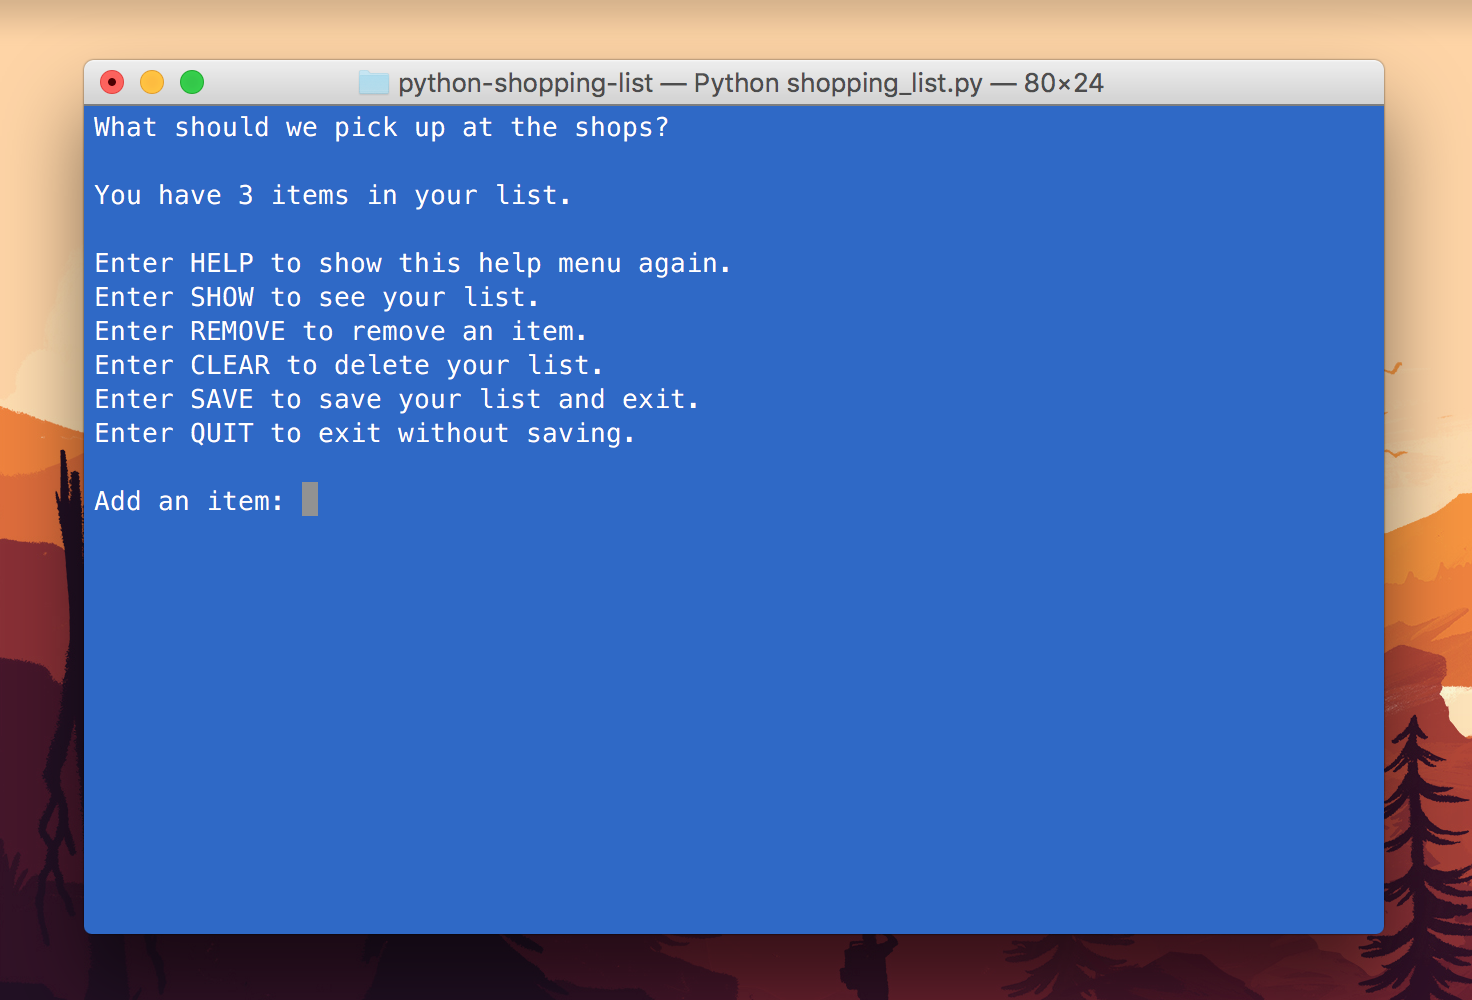 python-shopping-list — Python shopping_list.py — 80×24
What should we pick up at the shops?
You have 3 items in your list.
Enter HELP to show this help menu again.
Enter SHOW to see your list.
Enter REMOVE to remove an item.
Enter CLEAR to delete your list.
Enter SAVE to save your list and exit.
Enter QUIT to exit without saving.
Add an item: